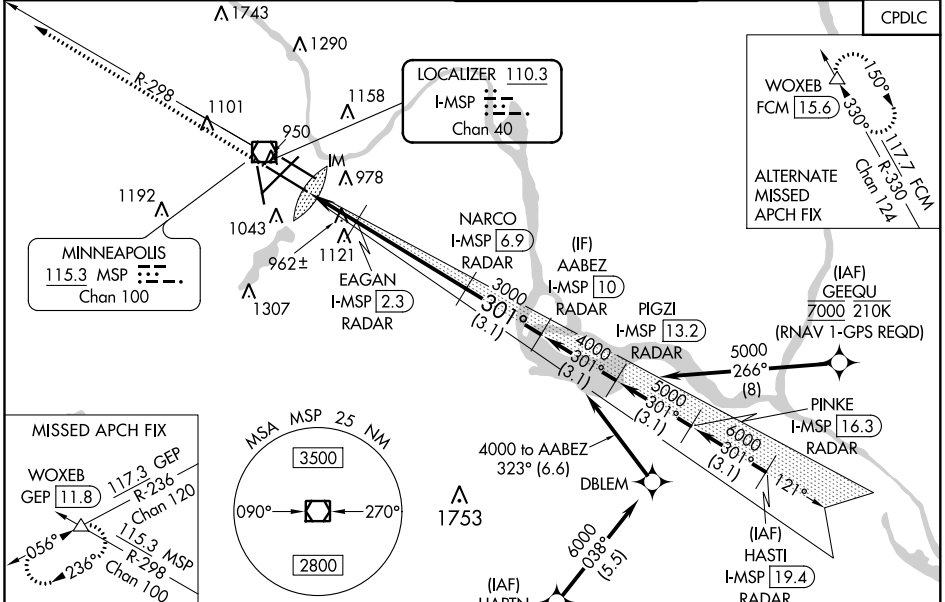 CPDLC
1743
1290
1158
1101
950
R-298
LOCALIZER 110.3
I-MSP
Chan 40
IM
978
1192
1043
962±
1121
1307
MINNEAPOLIS
115.3 MSP
Chan 100
EAGAN
I-MSP 2.3
RADAR
NARCO
I-MSP 6.9
RADAR
(IF)
AABEZ
I-MSP 10
RADAR
PIGZI
I-MSP 13.2
RADAR
WOXEB
FCM 15.6
150°
330°
117.7 FCM
R-330
Chan 124
ALTERNATE
MISSED
APCH FIX
(IAF)
GEEQU
7000 210K
(RNAV 1-GPS REQD)
5000
266°
(8)
3000
301°
(3.1)
4000
301°
(3.1)
5000
301°
(3.1)
6000
301°
(3.1)
121°
PINKE
I-MSP 16.3
RADAR
4000 to AABEZ
323° (6.6)
DBLEM
6000
038°
(5.5)
(IAF)
HASTI
I-MSP 19.4
RADAR
MISSED APCH FIX
WOXEB
GEP 11.8
117.3 GEP
R-236
Chan 120
056°
236°
115.3 MSP
R-298
Chan 100
MSA MSP 25 NM
3500
090°
270°
2800
1753
(IAF)